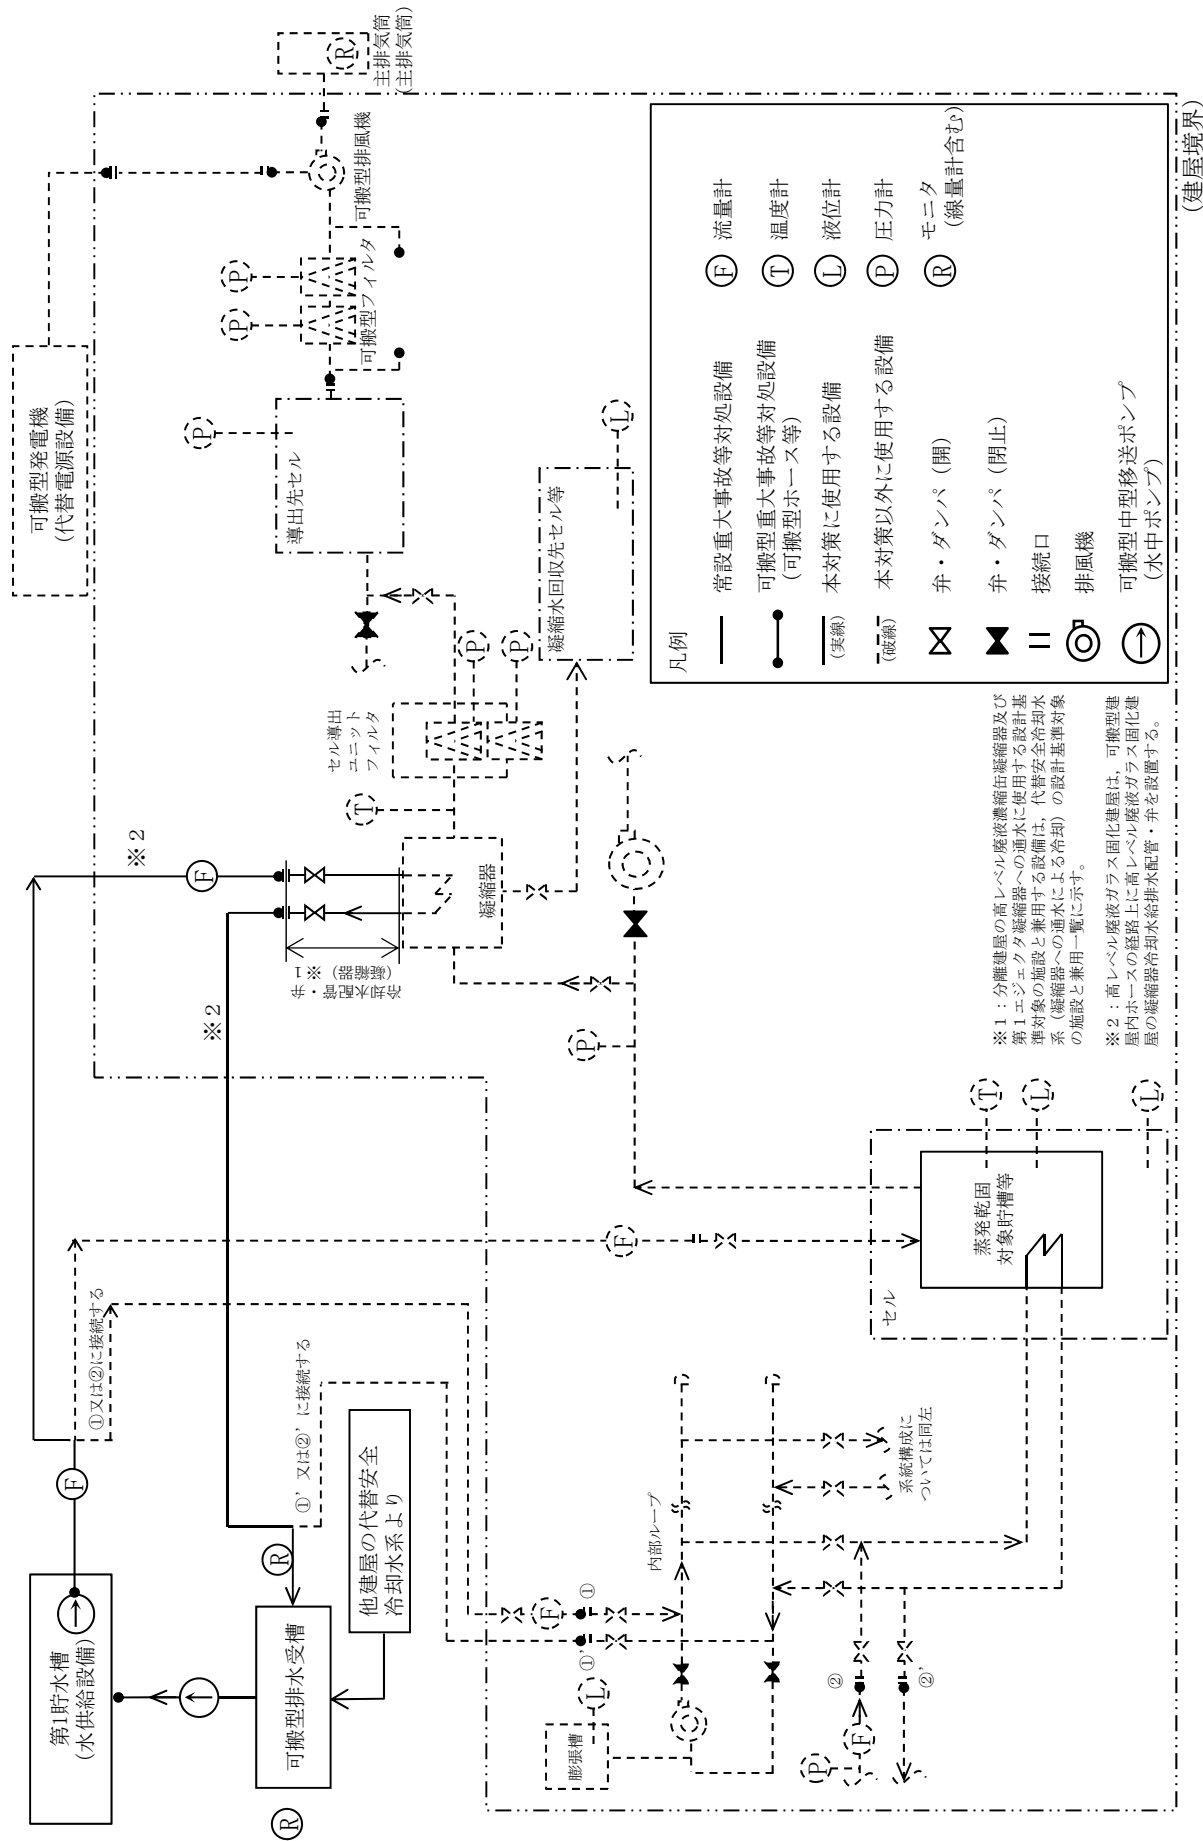 第1貯水槽
(水供給設備)
F
①又は②に接続する
可搬型排水受槽
R
R
①’又は②’に接続する
他建屋の代替安全
冷却水系より
※2
※2
F
可搬型発電機
(代替電源設備)
主排気筒
(主排気筒)
R
可搬型排風機
可搬型フィルタ
P
P
P
導出先セル
セル導出
ユニット
フィルタ
P
P
T
凝縮水回収先セル等
L
凝縮器
冷却水配管・弁
(凝縮器) ※1
P
F
セル
蒸発乾固
対象貯槽等
T
L
L
内部ループ
系統構成に
ついては同左
F
①
①’
L
膨張槽
P
F
②
②’
(建屋境界)
凡例
常設重大事故等対処設備
可搬型重大事故等対処設備
(可搬型ホース等)
(実線)
本対策に使用する設備
(破線)
本対策以外に使用する設備
弁・ダンパ (開)
弁・ダンパ (閉止)
接続口
排風機
可搬型中型移送ポンプ
(水中ポンプ)
F 流量計
T 温度計
L 液位計
P 圧力計
R モニタ
(線量計含む)
※1:分離建屋の高レベル廃液濃縮缶凝縮器及び
第1エジェクタ凝縮器への通水に使用する設計基
準対象の施設と兼用する設備は,代替安全冷却水
系(凝縮器への通水による冷却)の設計基準対象
の施設と兼用一覧に示す。
※2:高レベル廃液ガラス固化建屋は,可搬型建
屋内ホースの経路上に高レベル廃液ガラス固化建
屋の凝縮器冷却水給排水配管・弁を設置する。